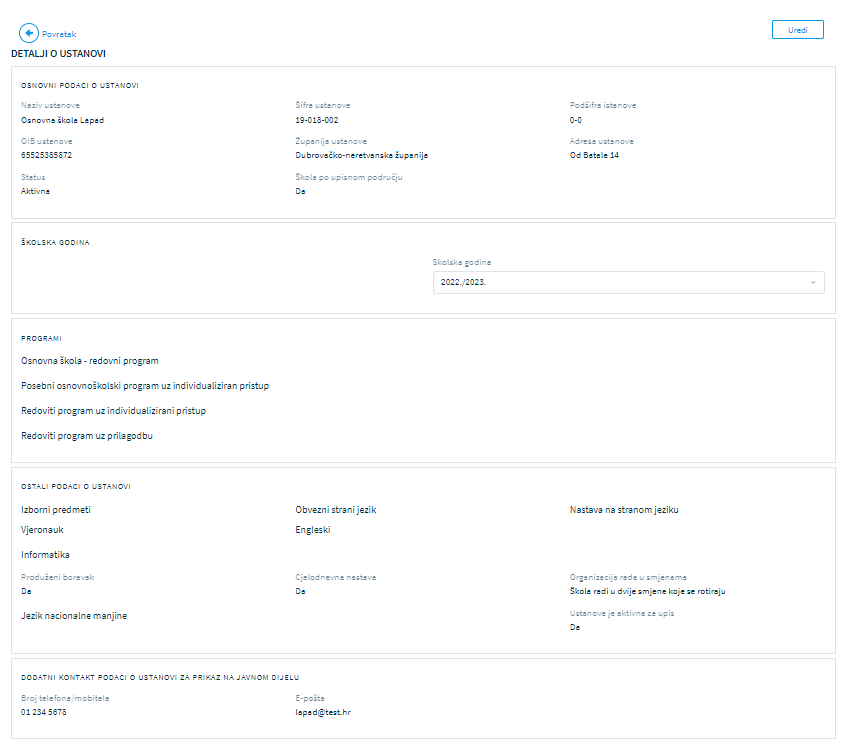 Povratak
Uredi
DETALJI O USTANOVI
OSNOVNI PODACI O USTANOVI
Naziv ustanove
Šifra ustanove
Podšifra istanove
Osnovna škola Lapad
19-018-002
0-0
OIB ustanove
Županija ustanove
Adresa ustanove
65525385872
Dubrovačko-neretvanska županija
Od Batale 14
Status
Škola po upisnom području
Aktivna
Da
ŠKOLSKA GODINA
Školska godina
2022./2023.
PROGRAMI
Osnovna škola - redovni program
Posebni osnovnoškolski program uz individualiziran pristup
Redoviti program uz individualizirani pristup
Redoviti program uz prilagodbu
OSTALI PODACI O USTANOVI
Izborni predmeti
Obvezni strani jezik
Nastava na stranom jeziku
Vjeronauk
Engleski
Informatika
Produženi boravak
Cjelodnevna nastava
Organizacija rada u smjenama
Da
Da
Škola radi u dvije smjene koje se rotiraju
Jezik nacionalne manjine
Ustanova je aktivna za upis
Da
DODATNI KONTAKT PODACI O USTANOVI ZA PRIKAZ NA JAVNOM DIJELU
Broj telefona/mobitela
E-pošta
01 234 5678
lapad@test.hr